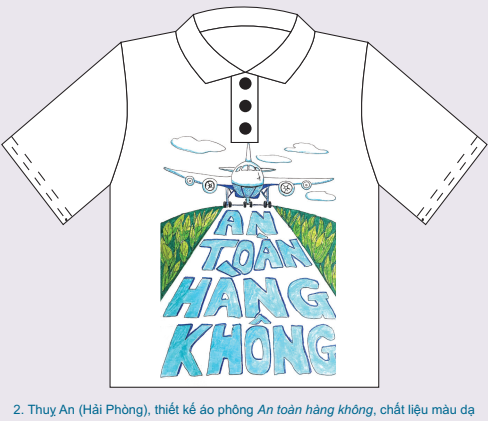 AN
TOÀN
HÀNG
KHÔNG
2. Thuỵ An (Hải Phòng), thiết kế áo phông An toàn hàng không, chất liệu màu dạ